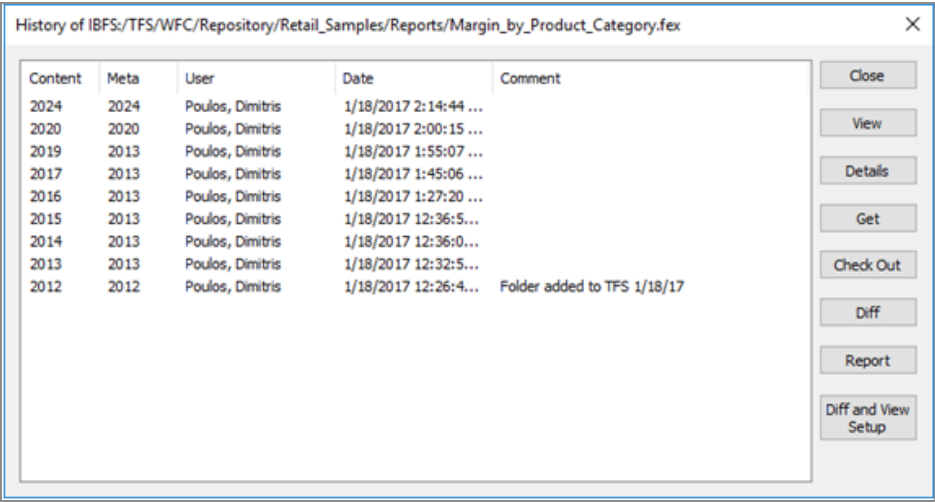 History of IBFS:/TFS/WFC/Repository/Retail_Samples/Reports/Margin_by_Product_Category.fex
Content Meta User Date Comment
2024 2024 Poulos, Dimitris 1/18/2017 2:14:44 ...
2020 2020 Poulos, Dimitris 1/18/2017 2:00:15 ...
2019 2013 Poulos, Dimitris 1/18/2017 1:55:07 ...
2017 2013 Poulos, Dimitris 1/18/2017 1:45:06 ...
2016 2013 Poulos, Dimitris 1/18/2017 1:27:20 ...
2015 2013 Poulos, Dimitris 1/18/2017 12:36:5...
2014 2013 Poulos, Dimitris 1/18/2017 12:36:0...
2013 2013 Poulos, Dimitris 1/18/2017 12:32:5...
2012 2012 Poulos, Dimitris 1/18/2017 12:26:4... Folder added to TFS 1/18/17
Close
View
Details
Get
Check Out
Diff
Report
Diff and View
Setup